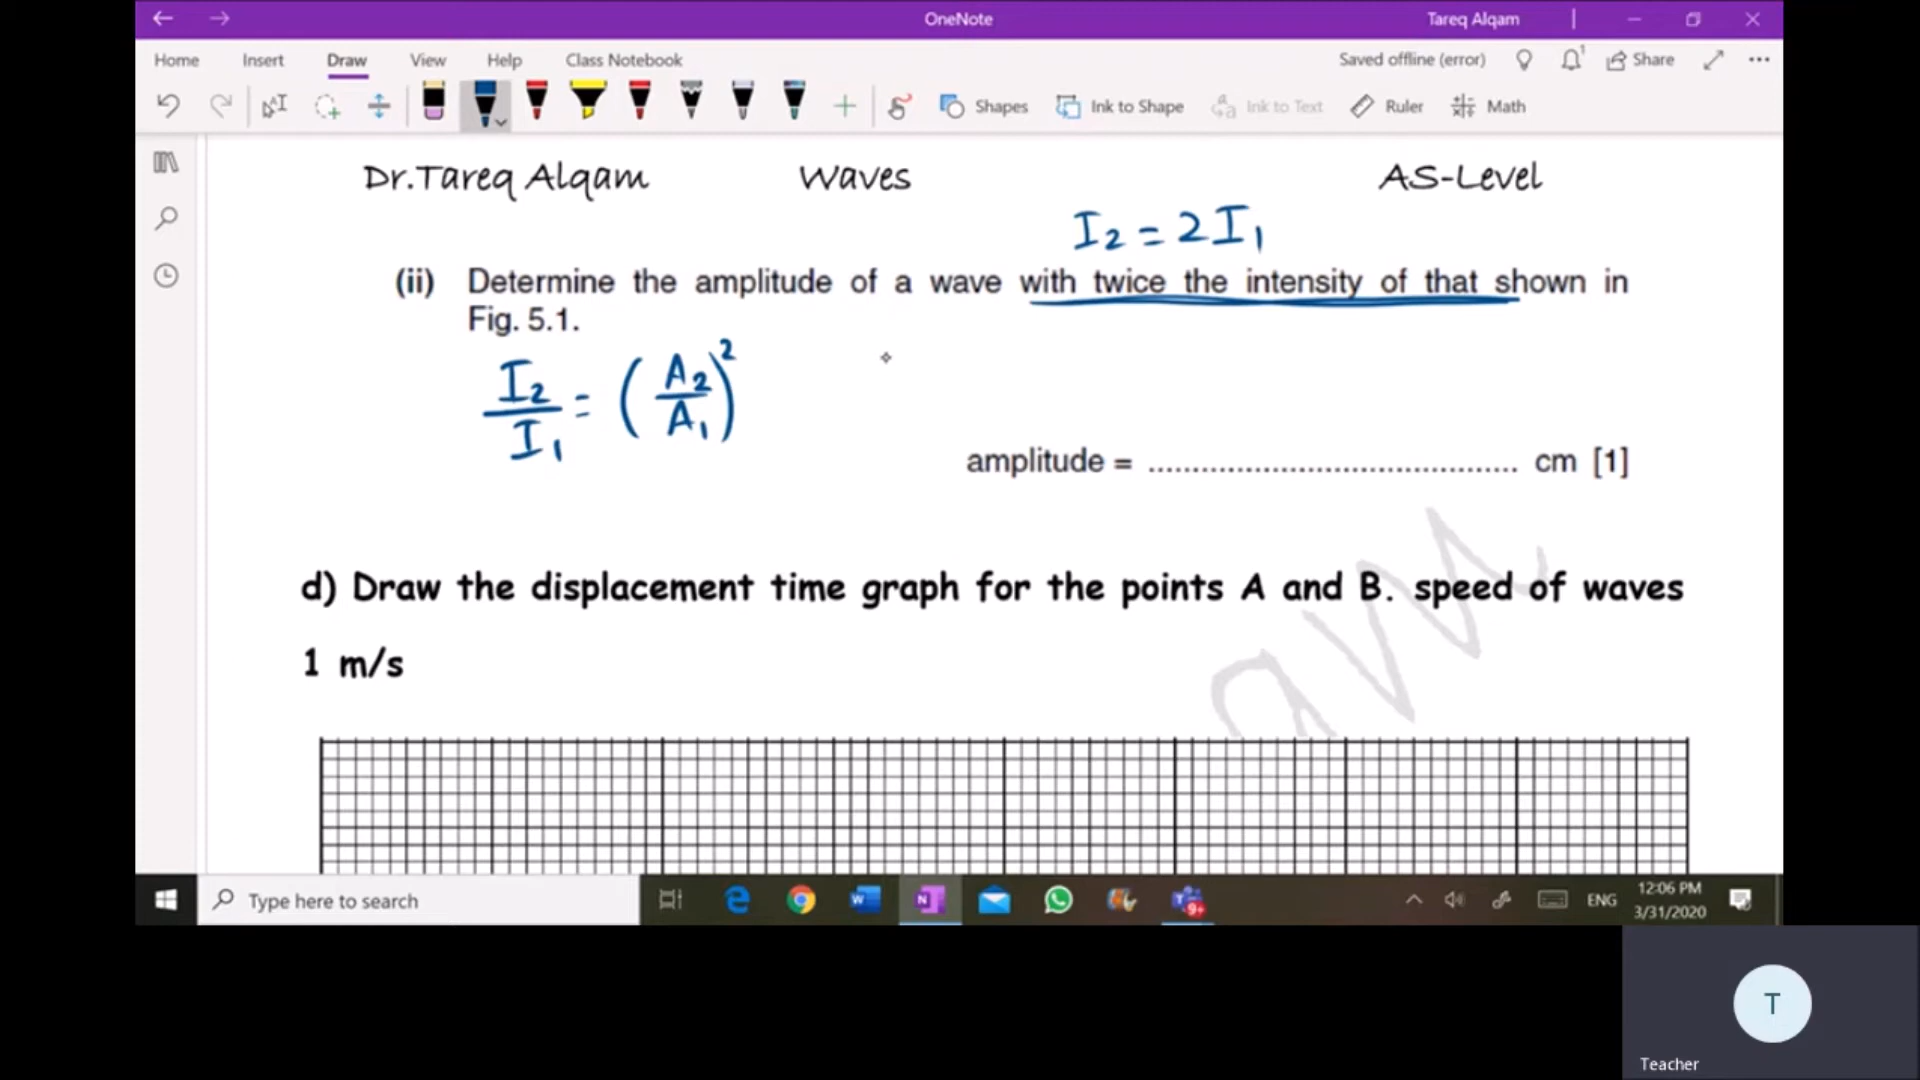 OneNote
Tareq Alqam
Home Insert Draw View Help Class Notebook
Saved offline (error) 1 Share
Shapes Ink to Shape Ink to Text Ruler Math
Dr.Tareq Alqam Waves AS-Level
I₂ = 2I₁
(ii) Determine the amplitude of a wave with twice the intensity of that shown in
Fig. 5.1.
I₂/I₁ = (A₂/A₁)²
amplitude = .......................................... cm [1]
d) Draw the displacement time graph for the points A and B. speed of waves
1 m/s
Type here to search
ENG
12:06 PM
3/31/2020
9+
T
Teacher